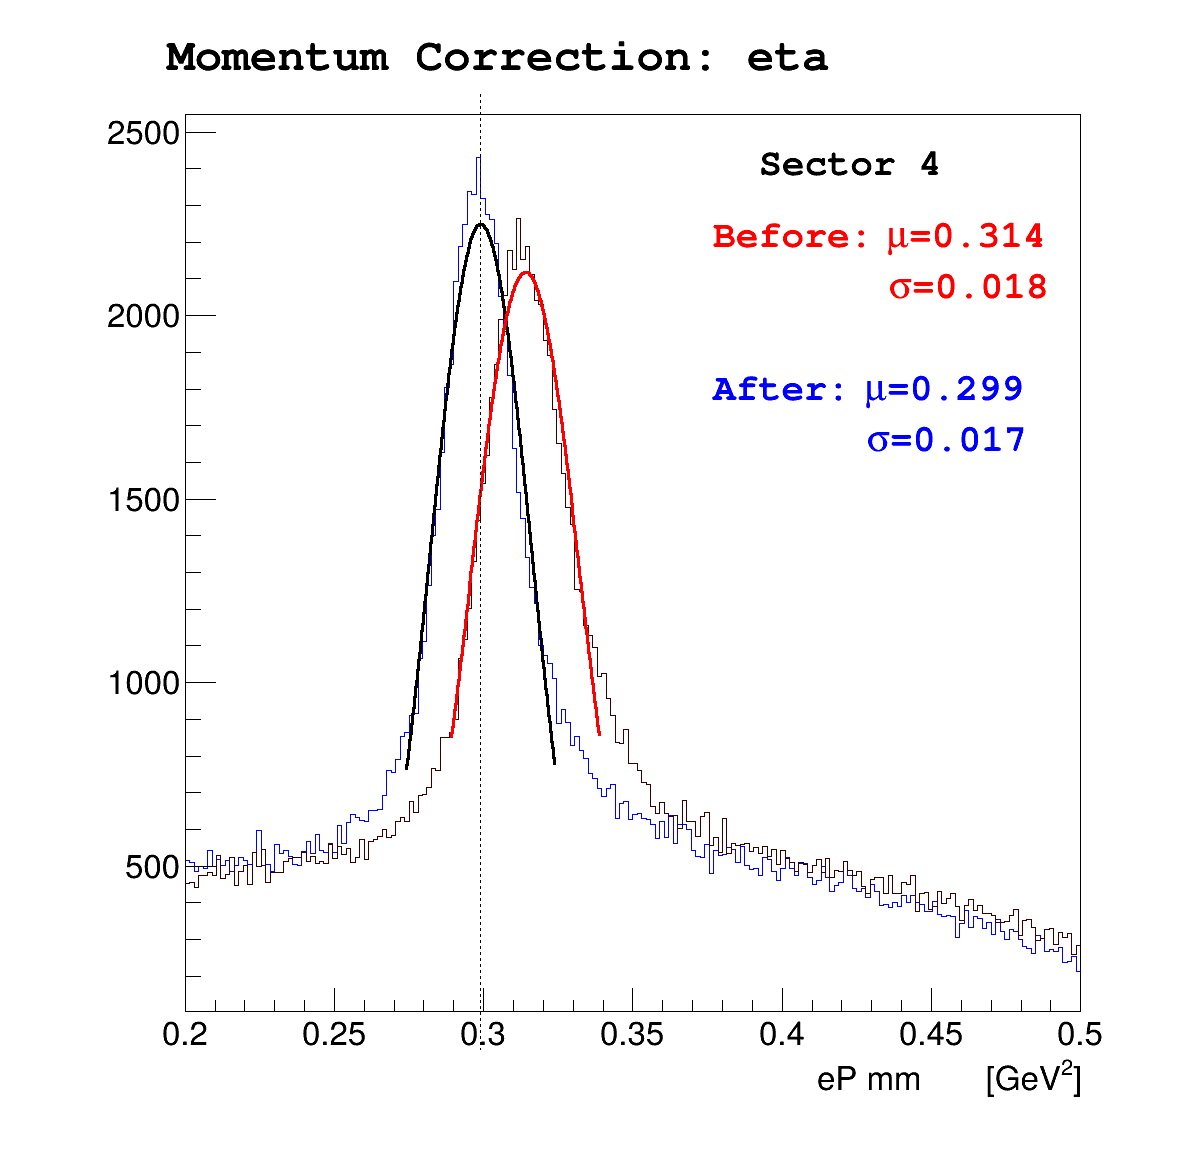 Momentum Correction: eta
2500
Sector 4
Before: μ=0.314
σ=0.018
2000
After: μ=0.299
σ=0.017
1500
1000
500
0.2 0.25 0.3 0.35 0.4 0.45 0.5
eP mm [GeV²]